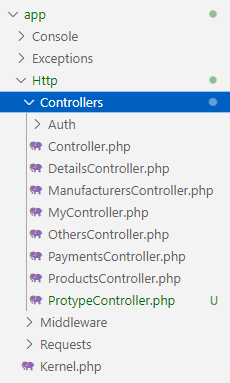 app
Console
Exceptions
Http
Controllers
Auth
Controller.php
DetailsController.php
ManufacturersController.php
MyController.php
OthersController.php
PaymentsController.php
ProductsController.php
ProtypeController.php U
Middleware
Requests
Kernel.php